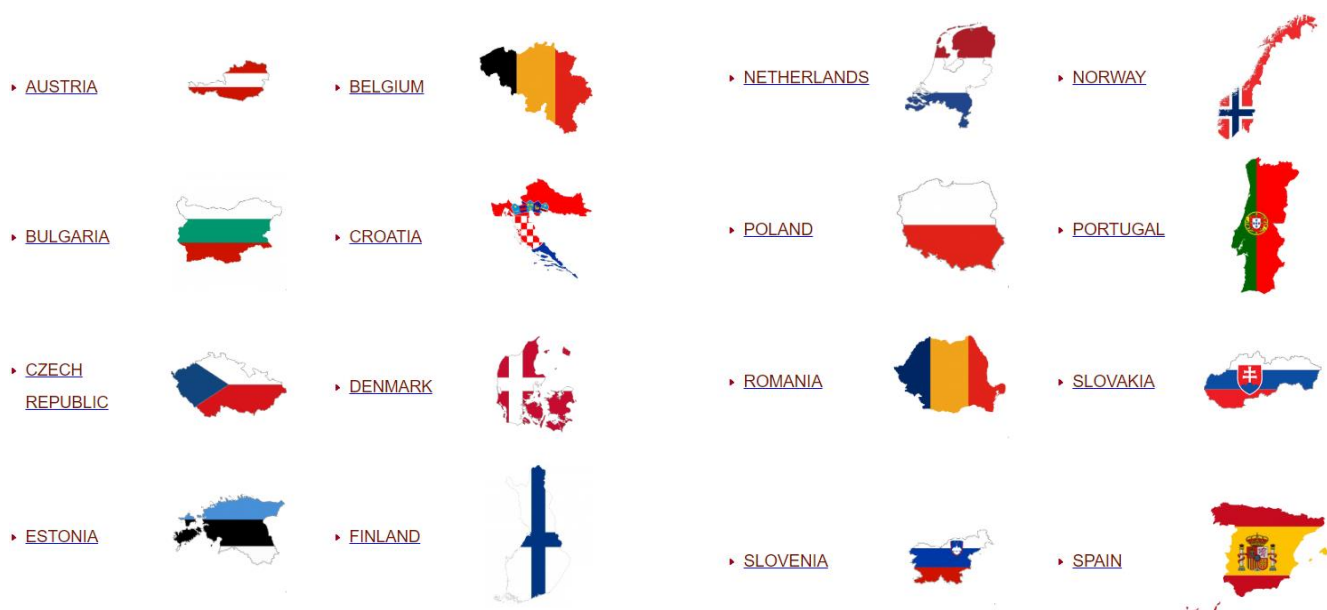 AUSTRIA
BELGIUM
NETHERLANDS
NORWAY
BULGARIA
CROATIA
POLAND
PORTUGAL
CZECH
REPUBLIC
DENMARK
ROMANIA
SLOVAKIA
ESTONIA
FINLAND
SLOVENIA
SPAIN